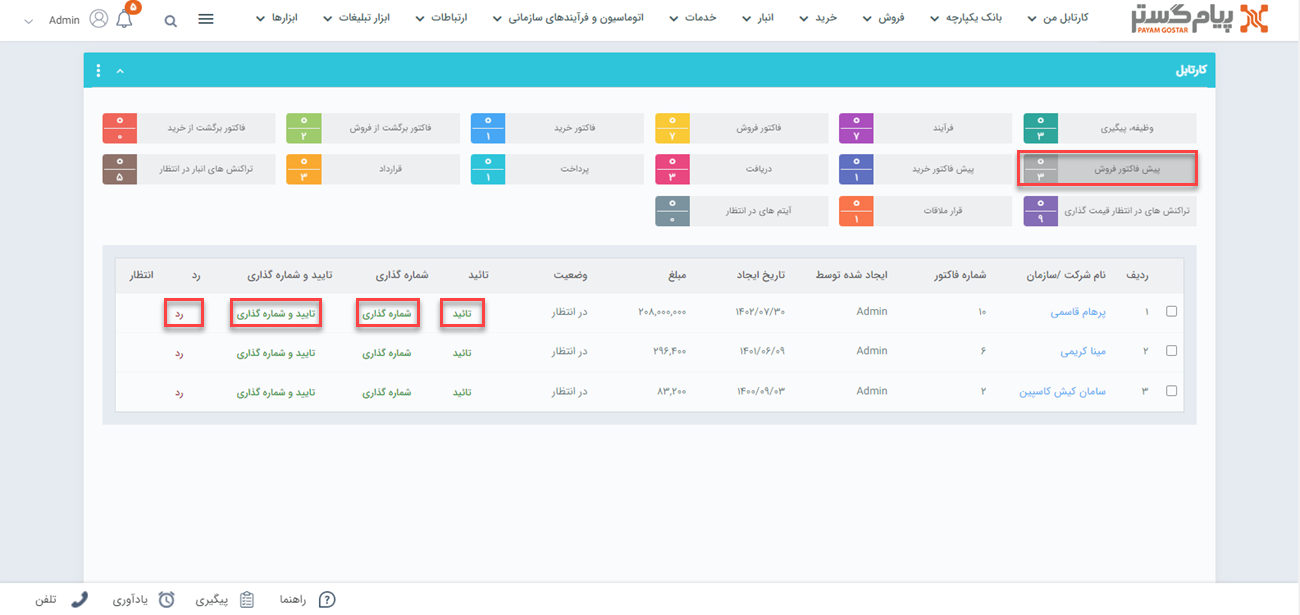 پیام گستر
PAYAM GOSTAR
کارتابل من
بانک یکپارچه
فروش
خرید
انبار
خدمات
اتوماسیون و فرآیندهای سازمانی
ارتباطات
ابزار تبلیغات
ابزارها
۵
Admin
کارتابل
وظیفه، پیگیری ۰ ۳
فرآیند ۰ ۷
فاکتور فروش ۰ ۷
فاکتور خرید ۰ ۱
فاکتور برگشت از فروش ۰ ۲
فاکتور برگشت از خرید ۰ ۰
پیش فاکتور فروش ۰ ۳
پیش فاکتور خرید ۰ ۱
دریافت ۰ ۳
پرداخت ۰ ۱
قرارداد ۰ ۳
تراکنش های انبار در انتظار ۰ ۵
تراکنش های در انتظار قیمت گذاری ۰ ۹
قرار ملاقات ۰ ۱
آیتم های در انتظار ۰ ۰
ردیف نام شرکت /سازمان شماره فاکتور ایجاد شده توسط تاریخ ایجاد مبلغ وضعیت تائید شماره گذاری تایید و شماره گذاری رد انتظار
۱ پرهام قاسمی ۱۰ Admin ۱۴۰۲/۰۷/۳۰ ۲۰۸,۰۰۰,۰۰۰ در انتظار تائید شماره گذاری تایید و شماره گذاری رد
۲ مینا کریمی ۶ Admin ۱۴۰۱/۰۶/۰۹ ۲۹۶,۴۰۰ در انتظار تائید شماره گذاری تایید و شماره گذاری رد
۳ سامان کیش کاسپین ۲ Admin ۱۴۰۰/۰۹/۰۳ ۸۳,۲۰۰ در انتظار تائید شماره گذاری تایید و شماره گذاری رد
راهنما
پیگیری
یادآوری
تلفن